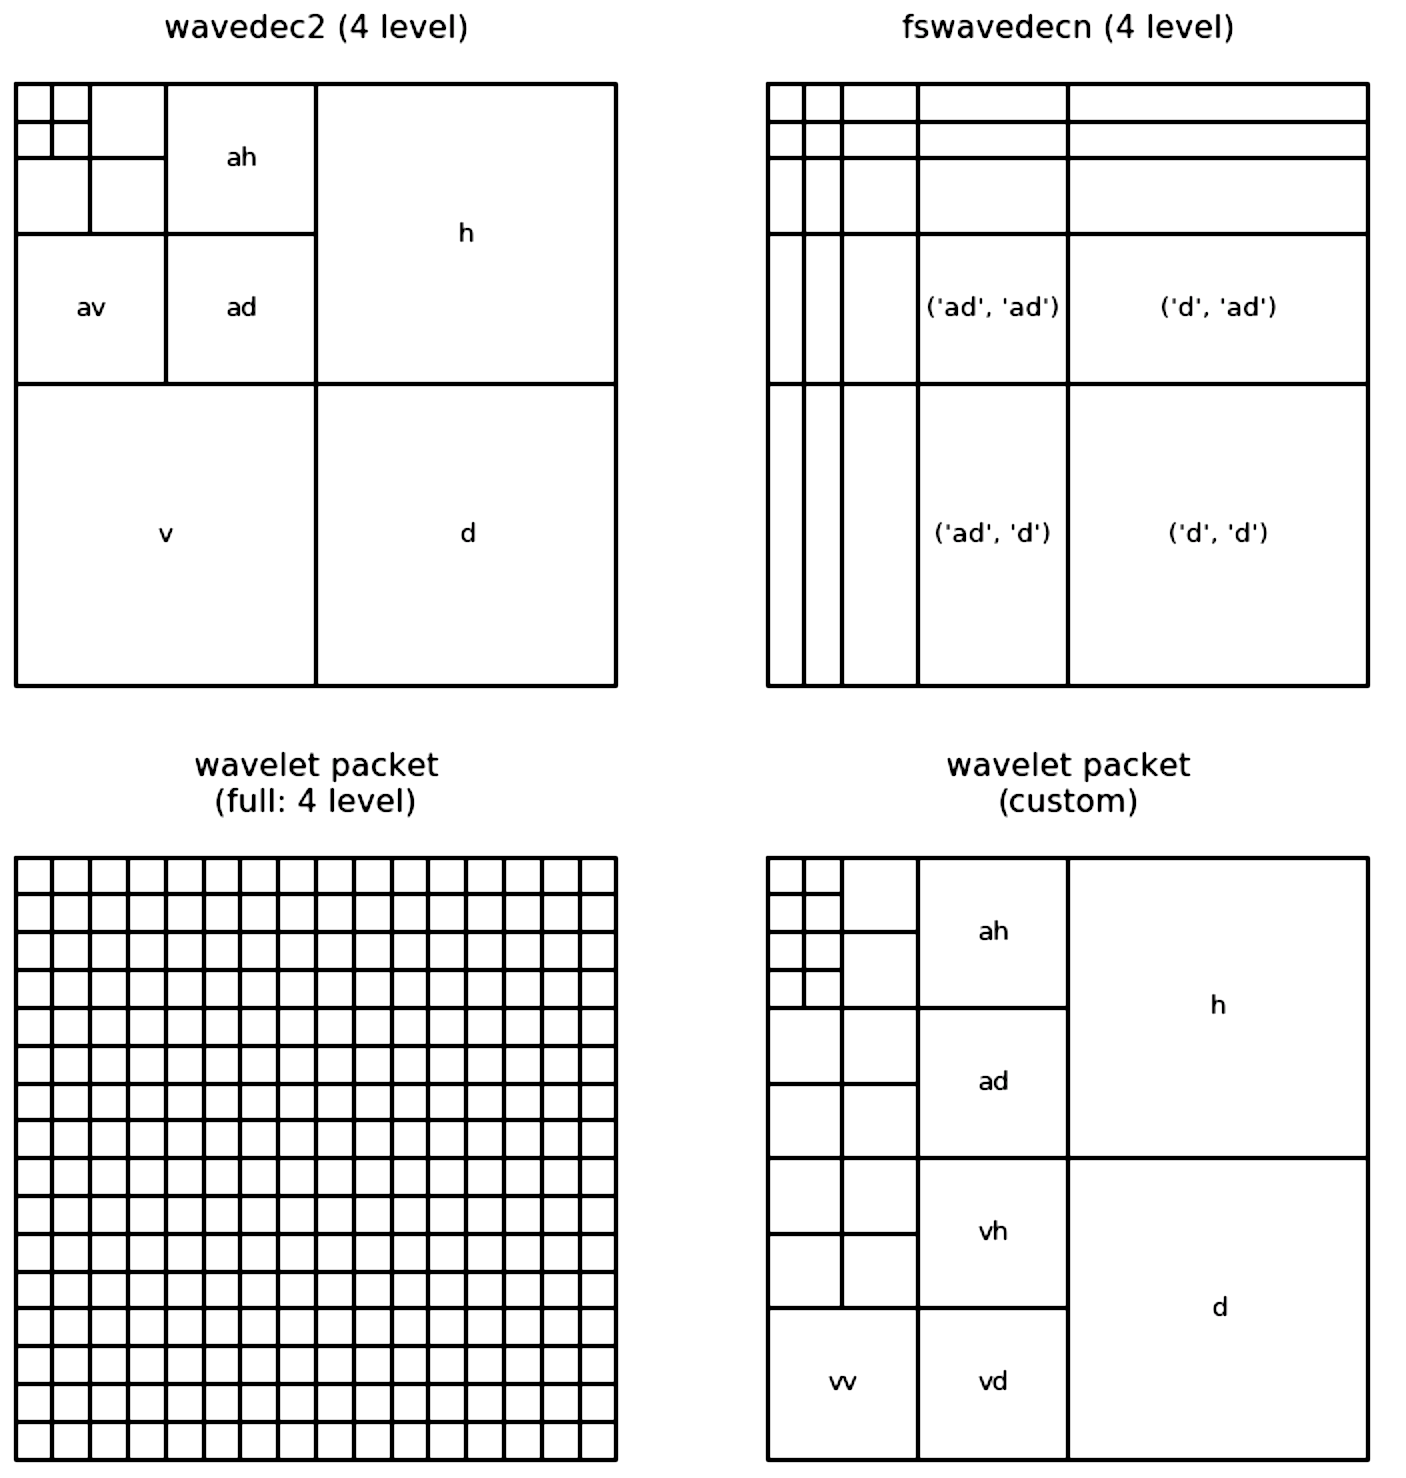 wavedec2 (4 level)
ah
h
av
ad
v
d
fswavedecn (4 level)
('ad', 'ad')
('d', 'ad')
('ad', 'd')
('d', 'd')
wavelet packet
(full: 4 level)
wavelet packet
(custom)
ah
h
ad
vh
d
vv
vd